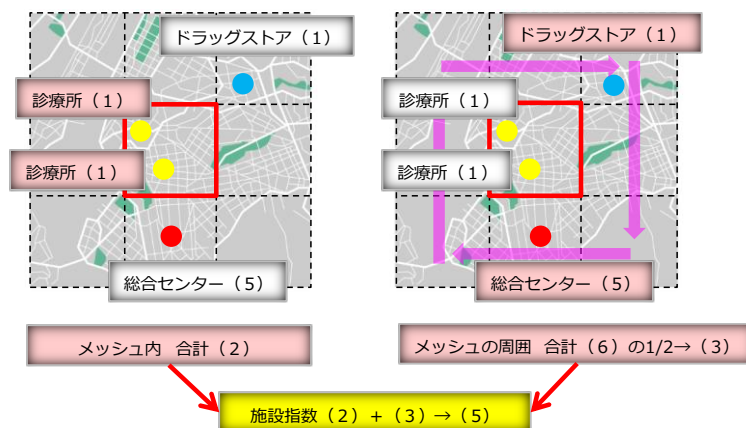 ドラッグストア（1）
診療所（1）
診療所（1）
総合センター（5）
ドラッグストア（1）
診療所（1）
診療所（1）
総合センター（5）
メッシュ内 合計（2）
メッシュの周囲 合計（6）の1/2→（3）
施設指数（2）＋（3）→（5）